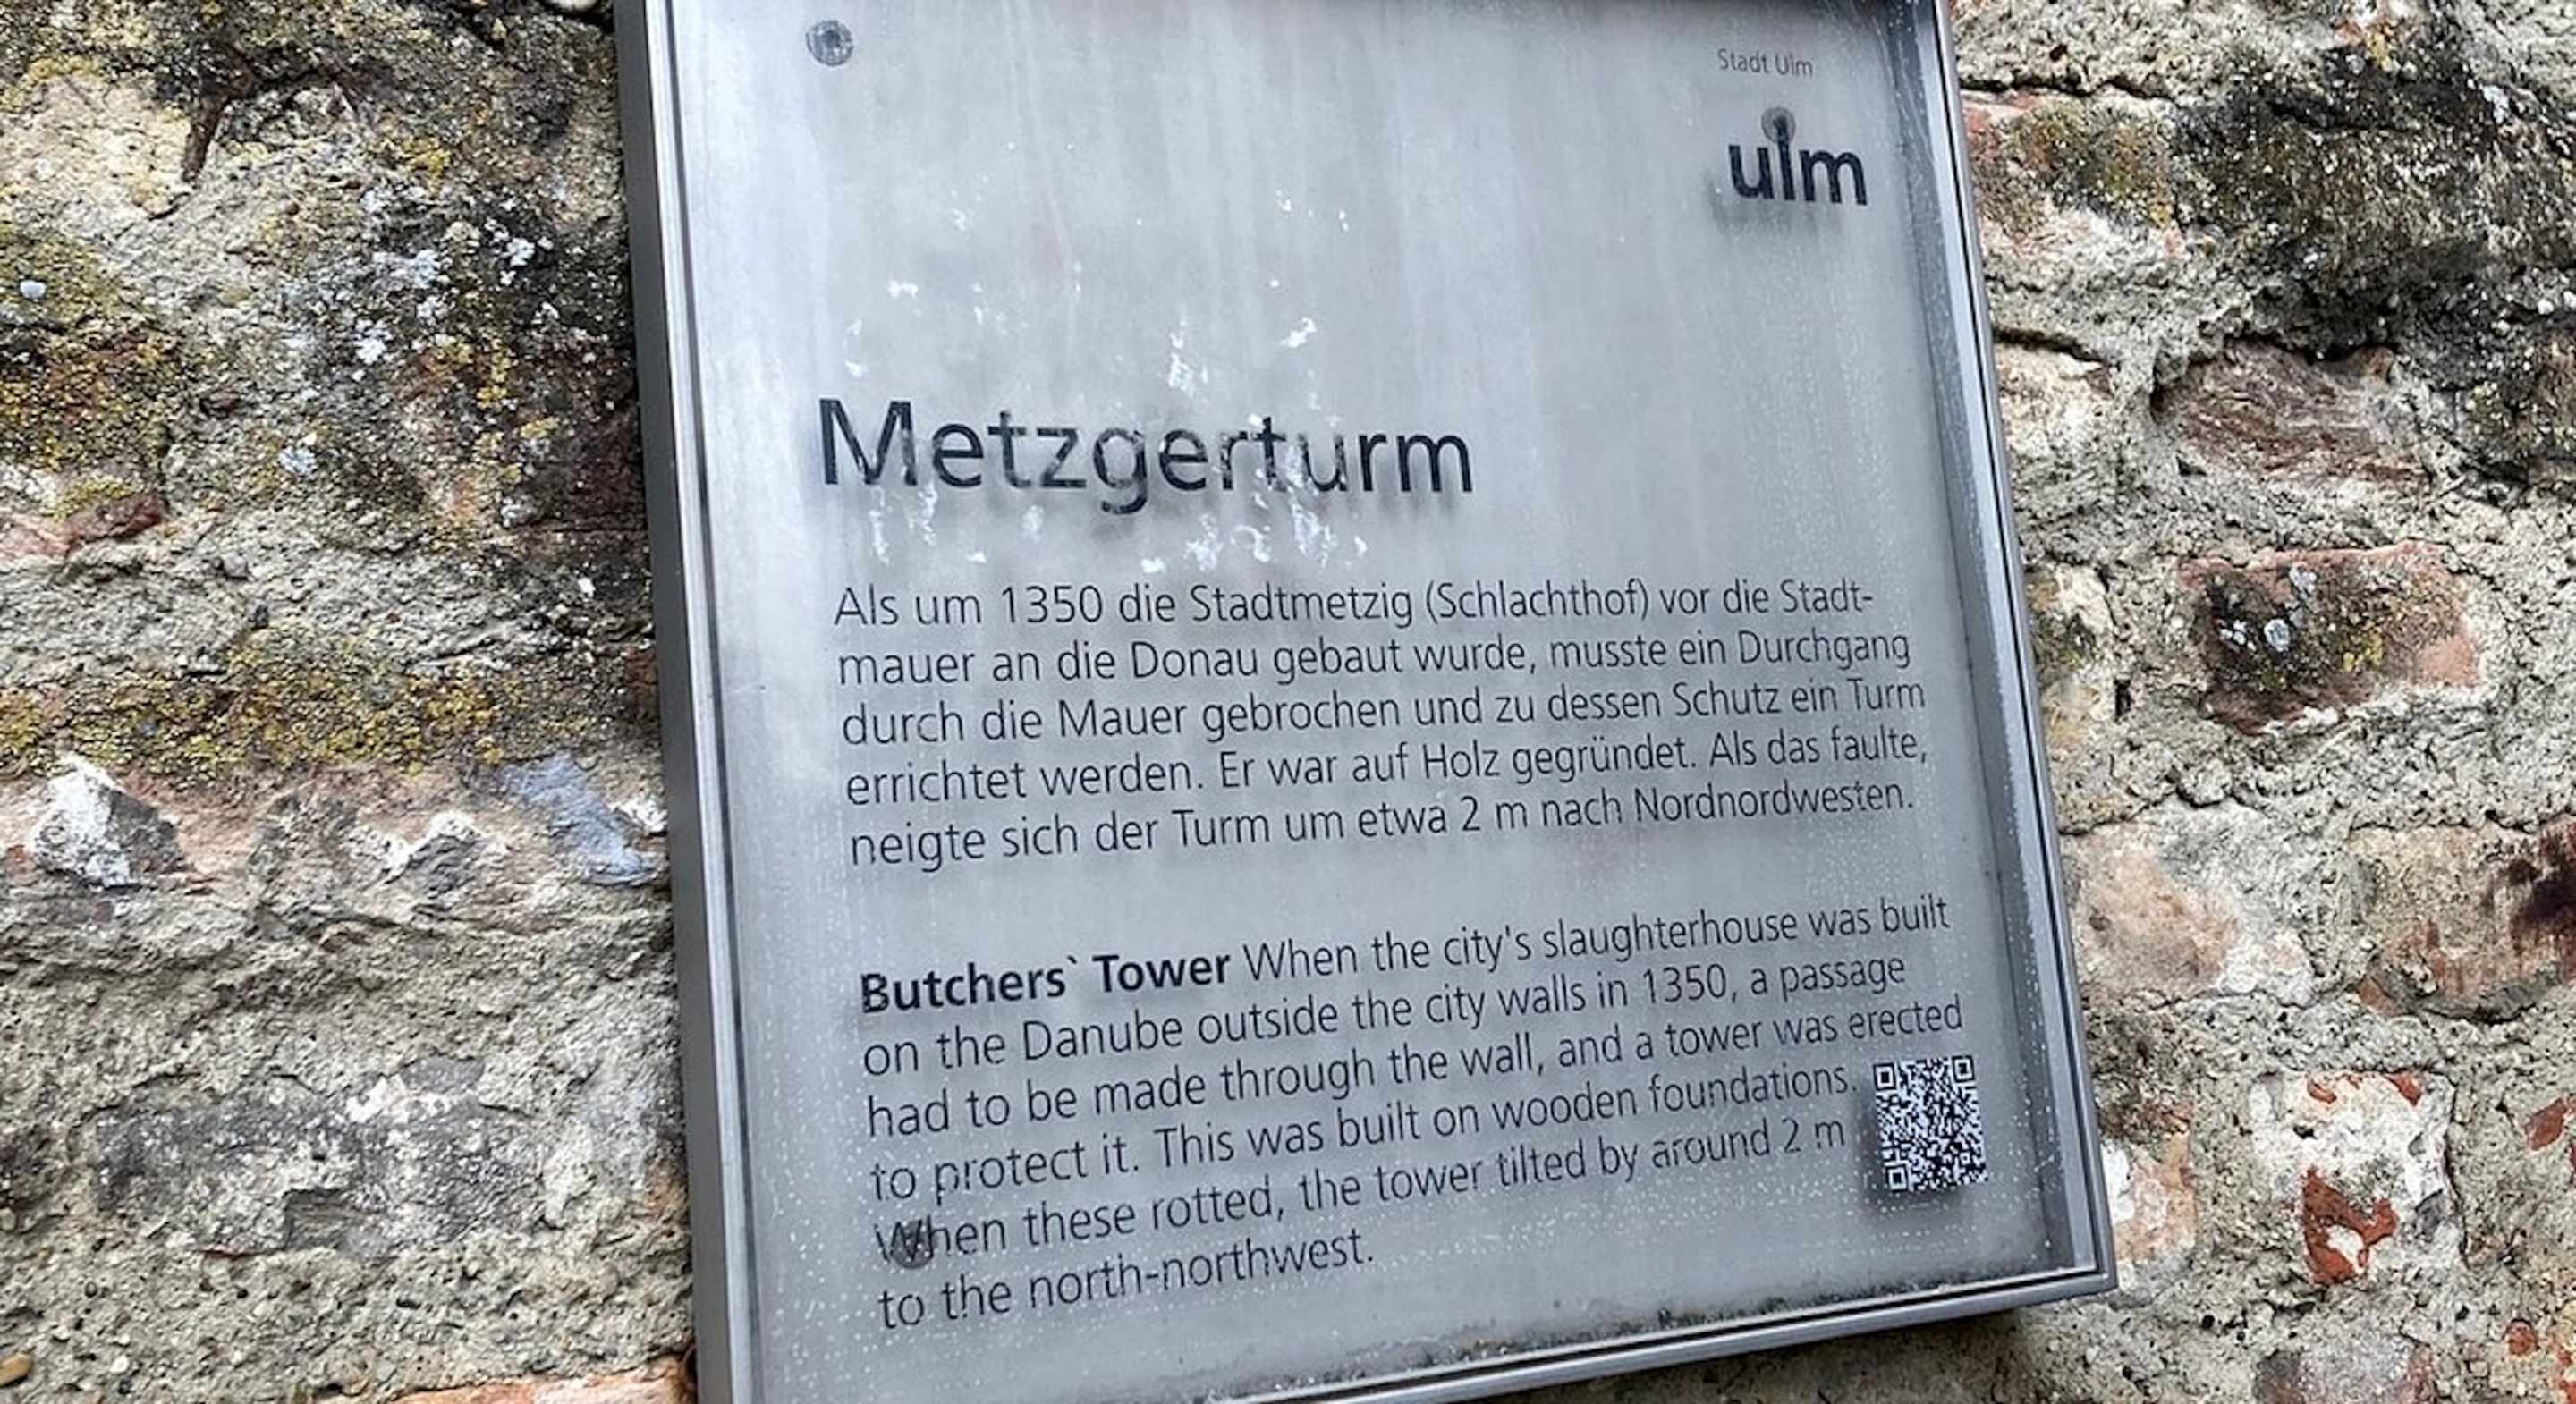 Stadt Ulm
ulm
Metzgerturm
Als um 1350 die Stadtmetzig (Schlachthof) vor die Stadt-
mauer an die Donau gebaut wurde, musste ein Durchgang
durch die Mauer gebrochen und zu dessen Schutz ein Turm
errichtet werden. Er war auf Holz gegründet. Als das faulte,
neigte sich der Turm um etwa 2 m nach Nordnordwesten.
Butchers` Tower When the city's slaughterhouse was built
on the Danube outside the city walls in 1350, a passage
had to be made through the wall, and a tower was erected
to protect it. This was built on wooden foundations.
When these rotted, the tower tilted by around 2 m
to the north-northwest.